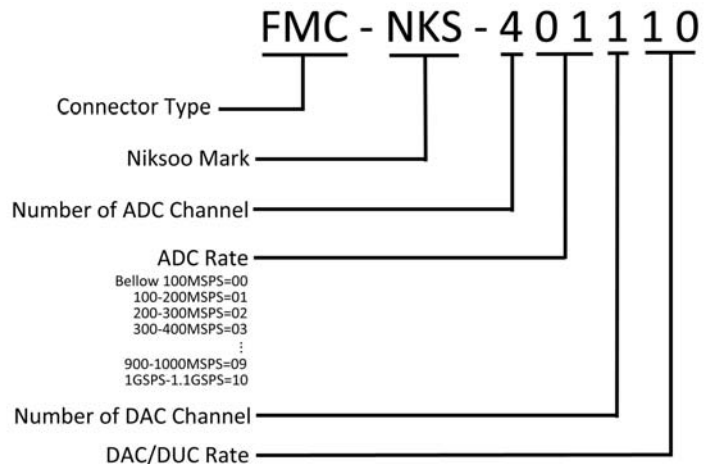 FMC - NKS - 4 0 1 1 1 0
Connector Type
Niksoo Mark
Number of ADC Channel
ADC Rate
Bellow 100MSPS=00
100-200MSPS=01
200-300MSPS=02
300-400MSPS=03
⋮
900-1000MSPS=09
1GSPS-1.1GSPS=10
Number of DAC Channel
DAC/DUC Rate